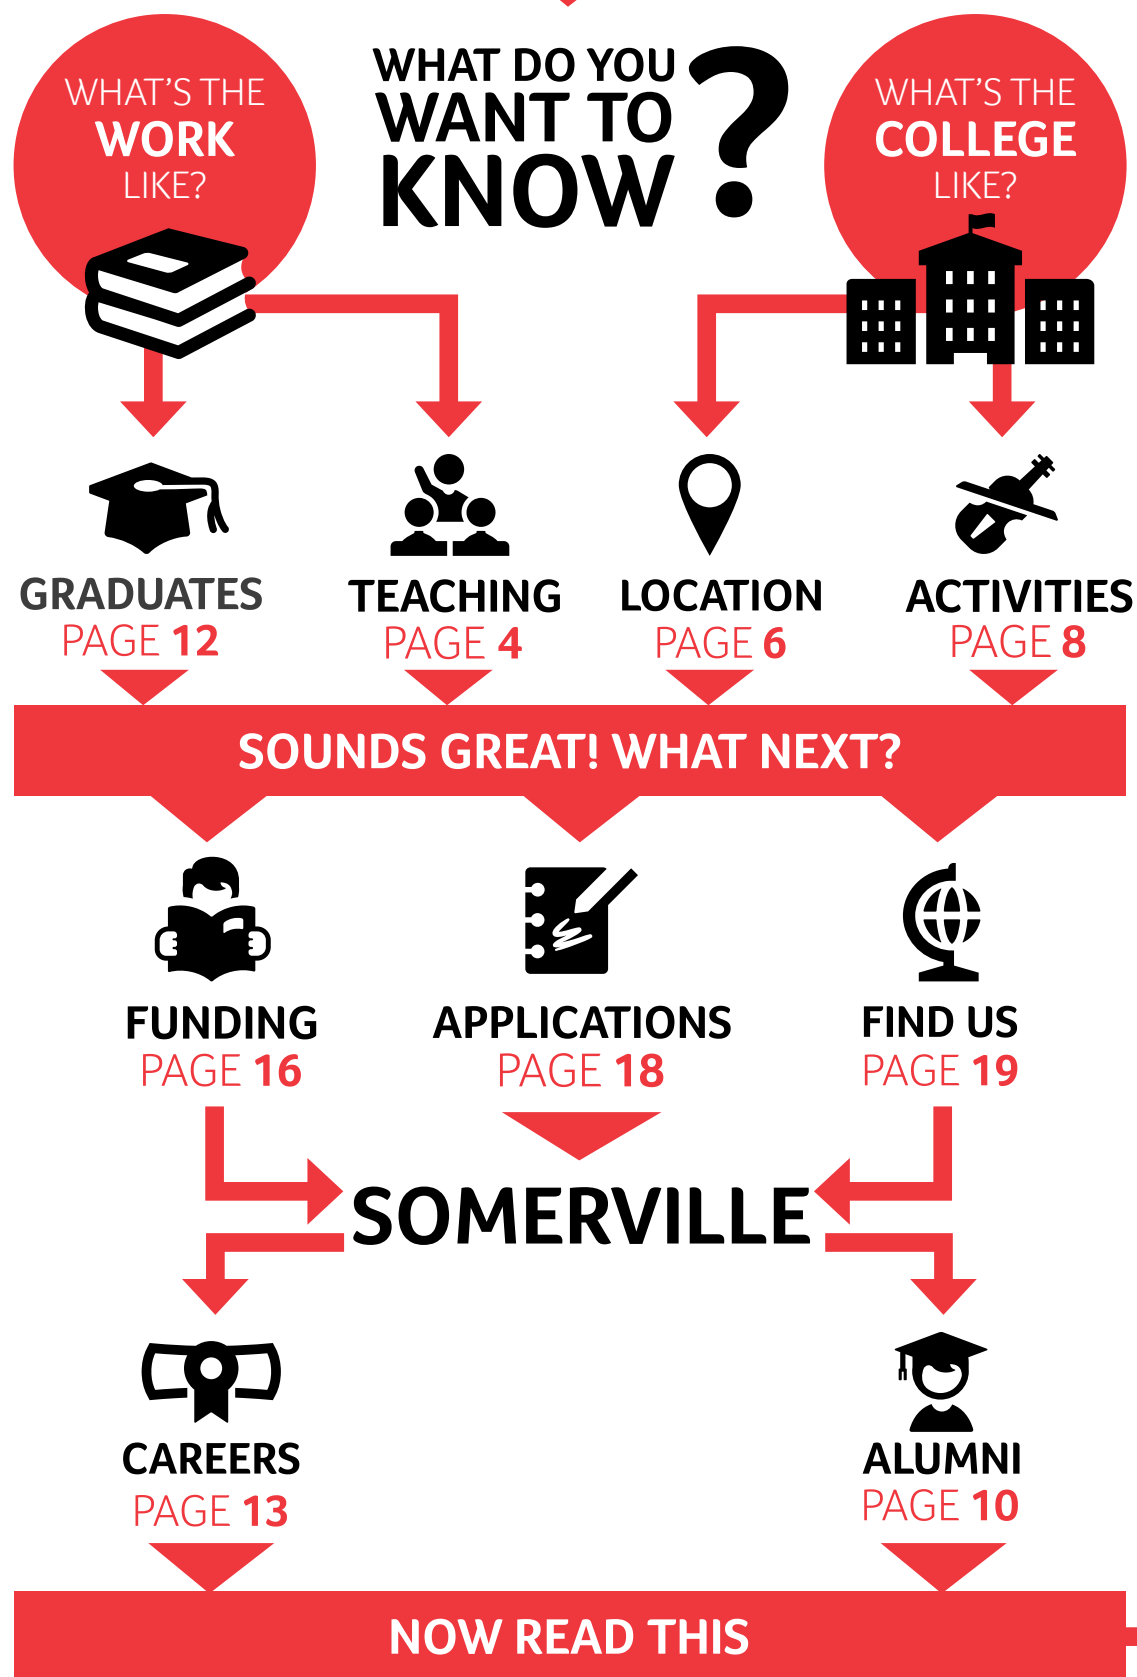 WHAT'S THE
WORK
LIKE?
WHAT DO YOU
WANT TO
KNOW?
WHAT'S THE
COLLEGE
LIKE?
GRADUATES
PAGE 12
TEACHING
PAGE 4
LOCATION
PAGE 6
ACTIVITIES
PAGE 8
SOUNDS GREAT! WHAT NEXT?
FUNDING
PAGE 16
APPLICATIONS
PAGE 18
FIND US
PAGE 19
SOMERVILLE
CAREERS
PAGE 13
ALUMNI
PAGE 10
NOW READ THIS